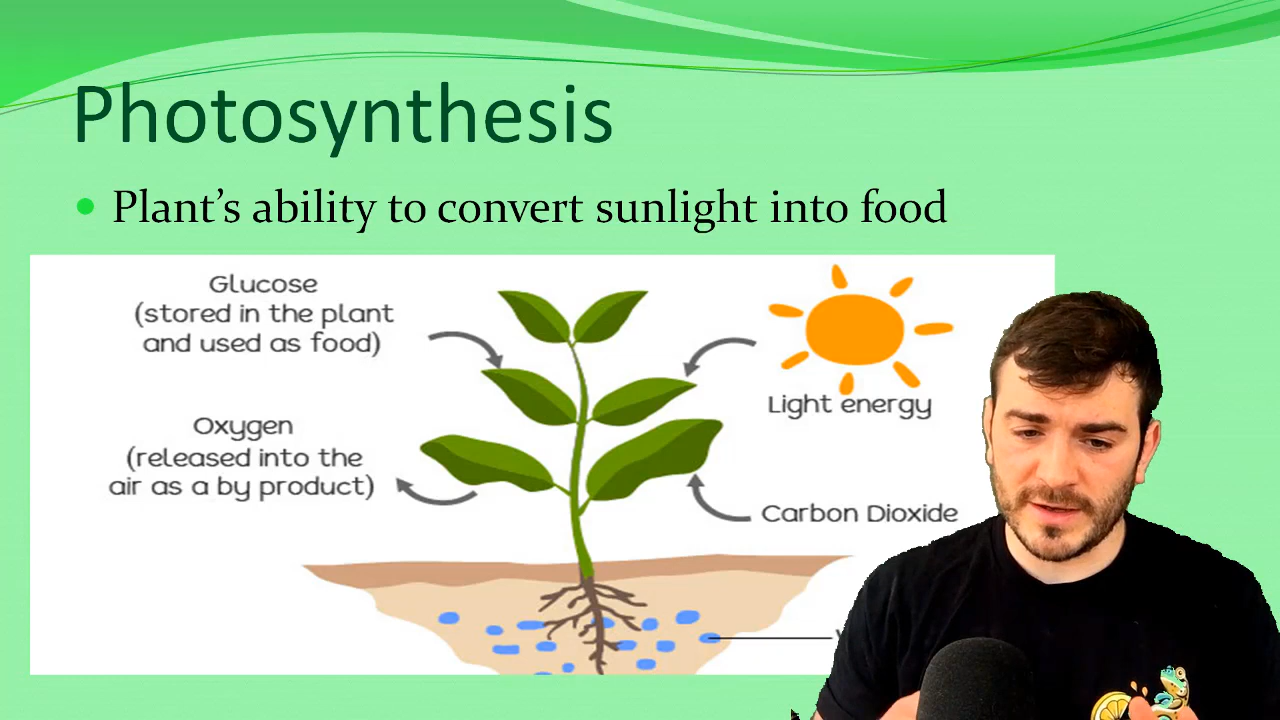 Photosynthesis
Plant's ability to convert sunlight into food
Glucose
(stored in the plant
and used as food)
Light energy
Oxygen
(released into the
air as a by product)
Carbon Dioxide